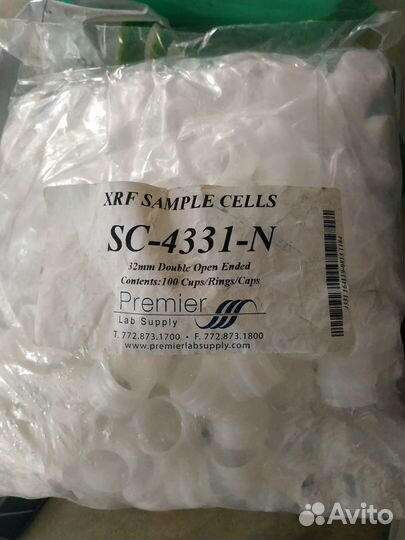 XRF SAMPLE CELLS
SC-4331-N
32mm Double Open Ended
Contents:100 Cups/Rings/Caps
Premier
Lab Supply
T. 772.873.1700 • F. 772.873.1800
www.premierlabsupply.com
Avito